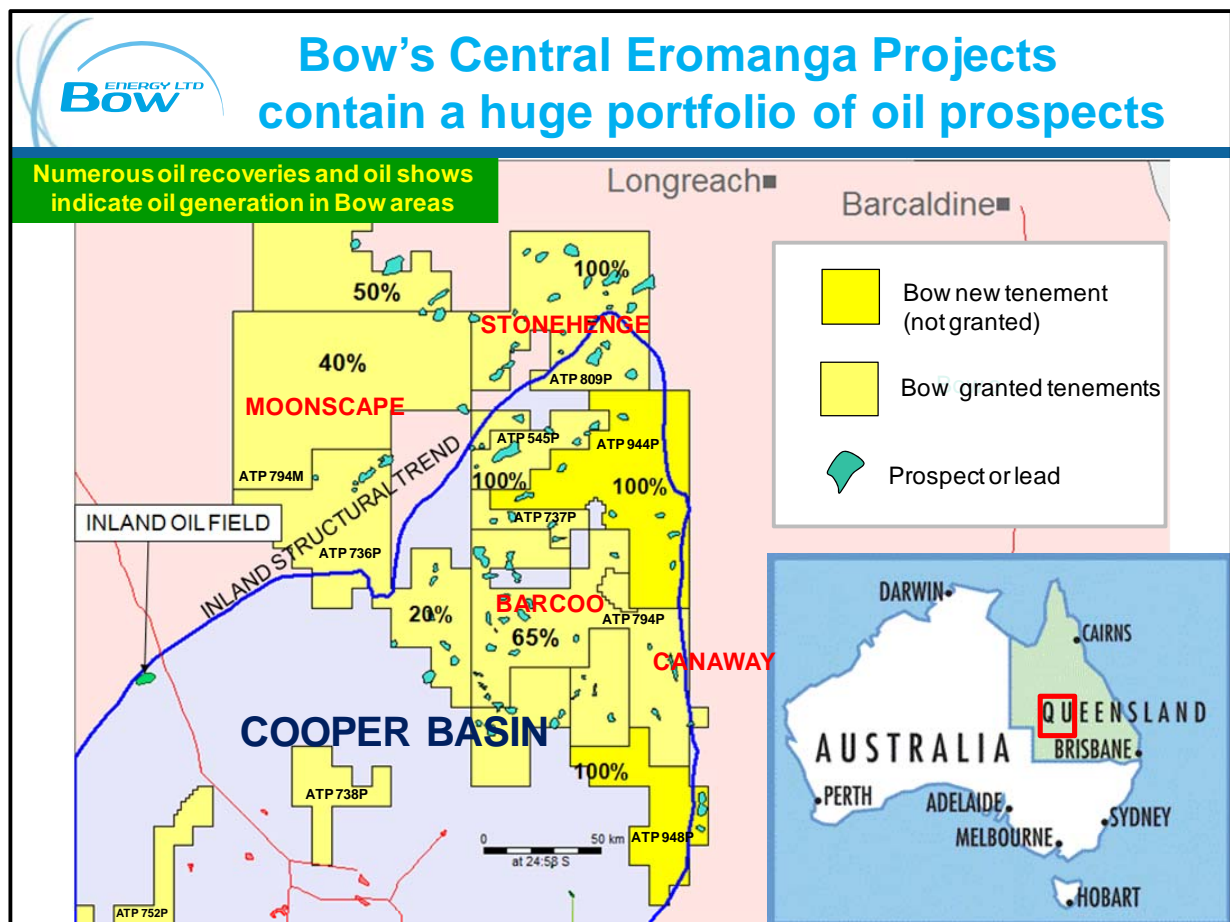 ENERGY LTD
BOW
Bow's Central Eromanga Projects
contain a huge portfolio of oil prospects
Numerous oil recoveries and oil shows
indicate oil generation in Bow areas
Longreach
Barcaldine
100%
50%
STONEHENGE
40%
ATP 809P
MOONSCAPE
ATP 545P
ATP 944P
INLAND STRUCTURAL TREND
ATP 794M
100%
100%
ATP 737P
INLAND OIL FIELD
ATP 736P
20%
BARCOO
65%
ATP 794P
CANAWAY
COOPER BASIN
100%
ATP 738P
ATP 948P
0
50 km
at 24:58 S
ATP 752P
Bow new tenement
(not granted)
Bow granted tenements
Prospect or lead
DARWIN
CAIRNS
QUEENSLAND
AUSTRALIA
BRISBANE
PERTH
ADELAIDE
SYDNEY
MELBOURNE
HOBART